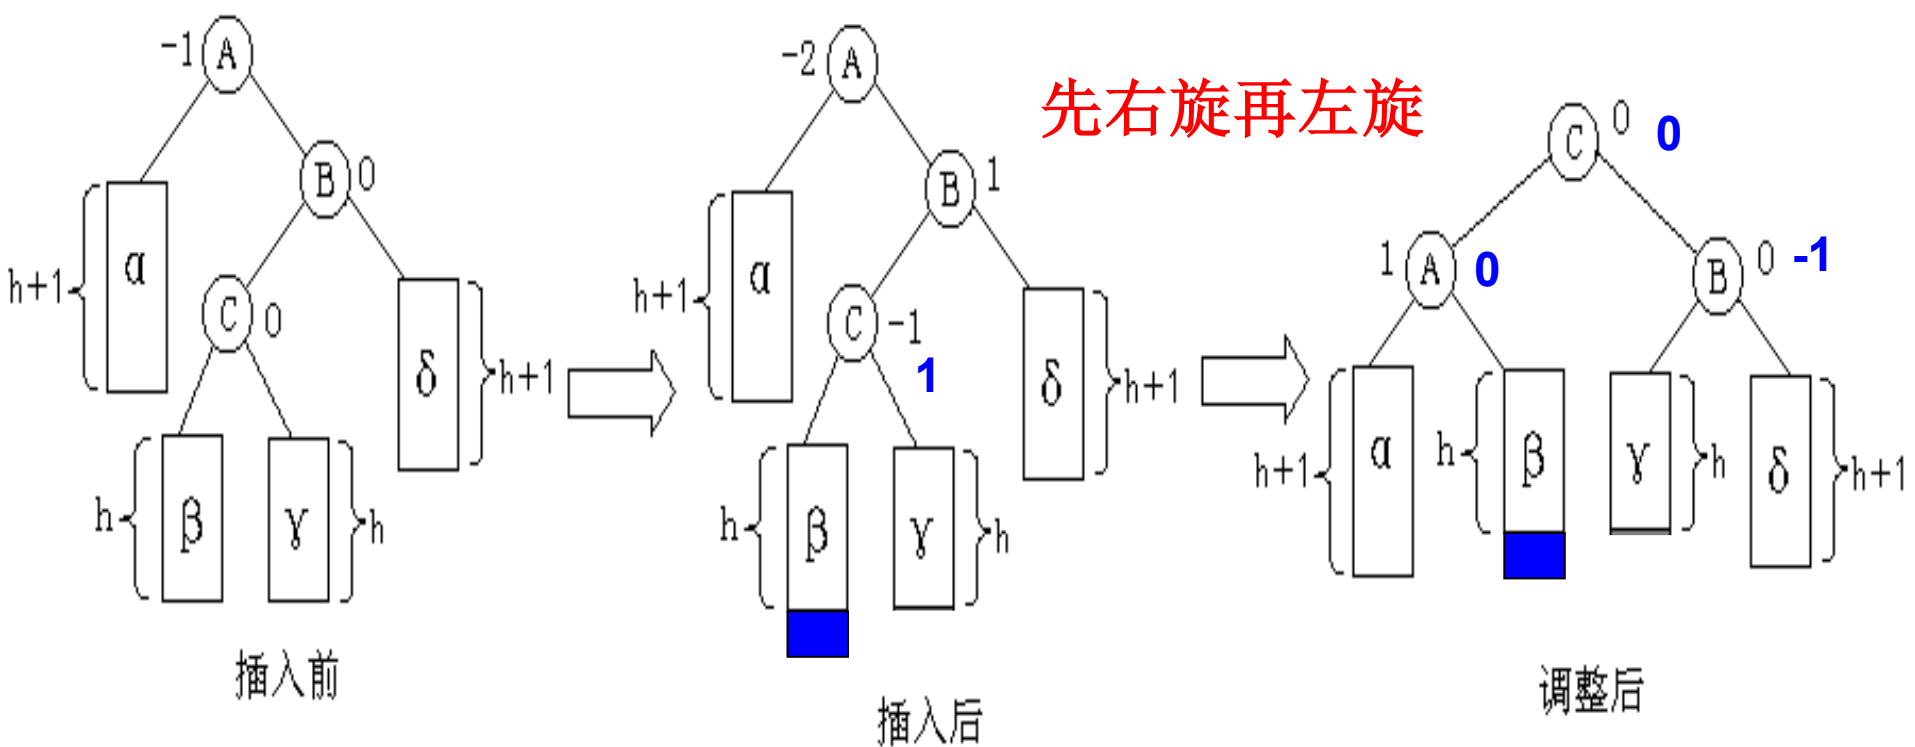 先右旋再左旋
-1 A
B 0
h+1 α
C 0
δ h+1
h β γ h
插入前
-2 A
B 1
h+1 α
C -1
1
δ h+1
h β γ h
插入后
C 0 0
1 A 0
B 0 -1
h+1 α h β γ h δ h+1
调整后